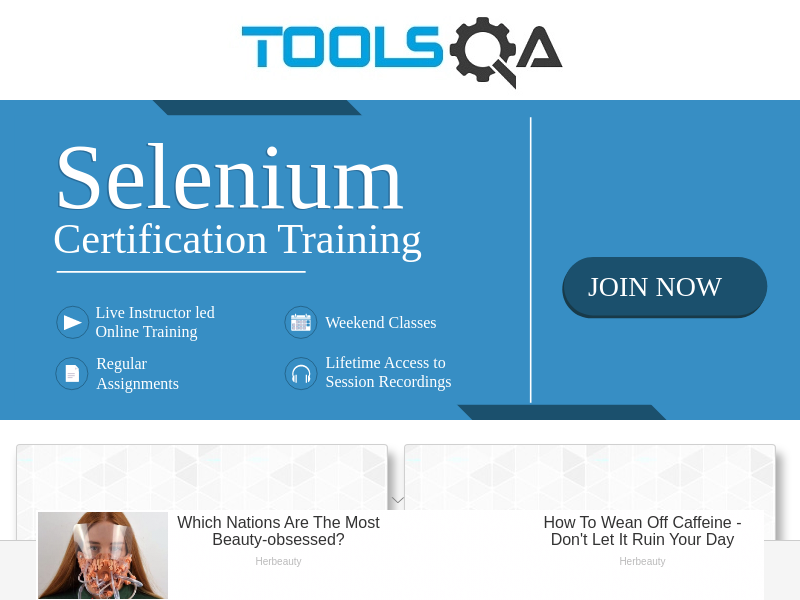 TOOLSQA
Selenium
Certification Training
JOIN NOW
Live Instructor led
Online Training
Weekend Classes
Regular
Assignments
Lifetime Access to
Session Recordings
Which Nations Are The Most
Beauty-obsessed?
Herbeauty
How To Wean Off Caffeine -
Don't Let It Ruin Your Day
Herbeauty